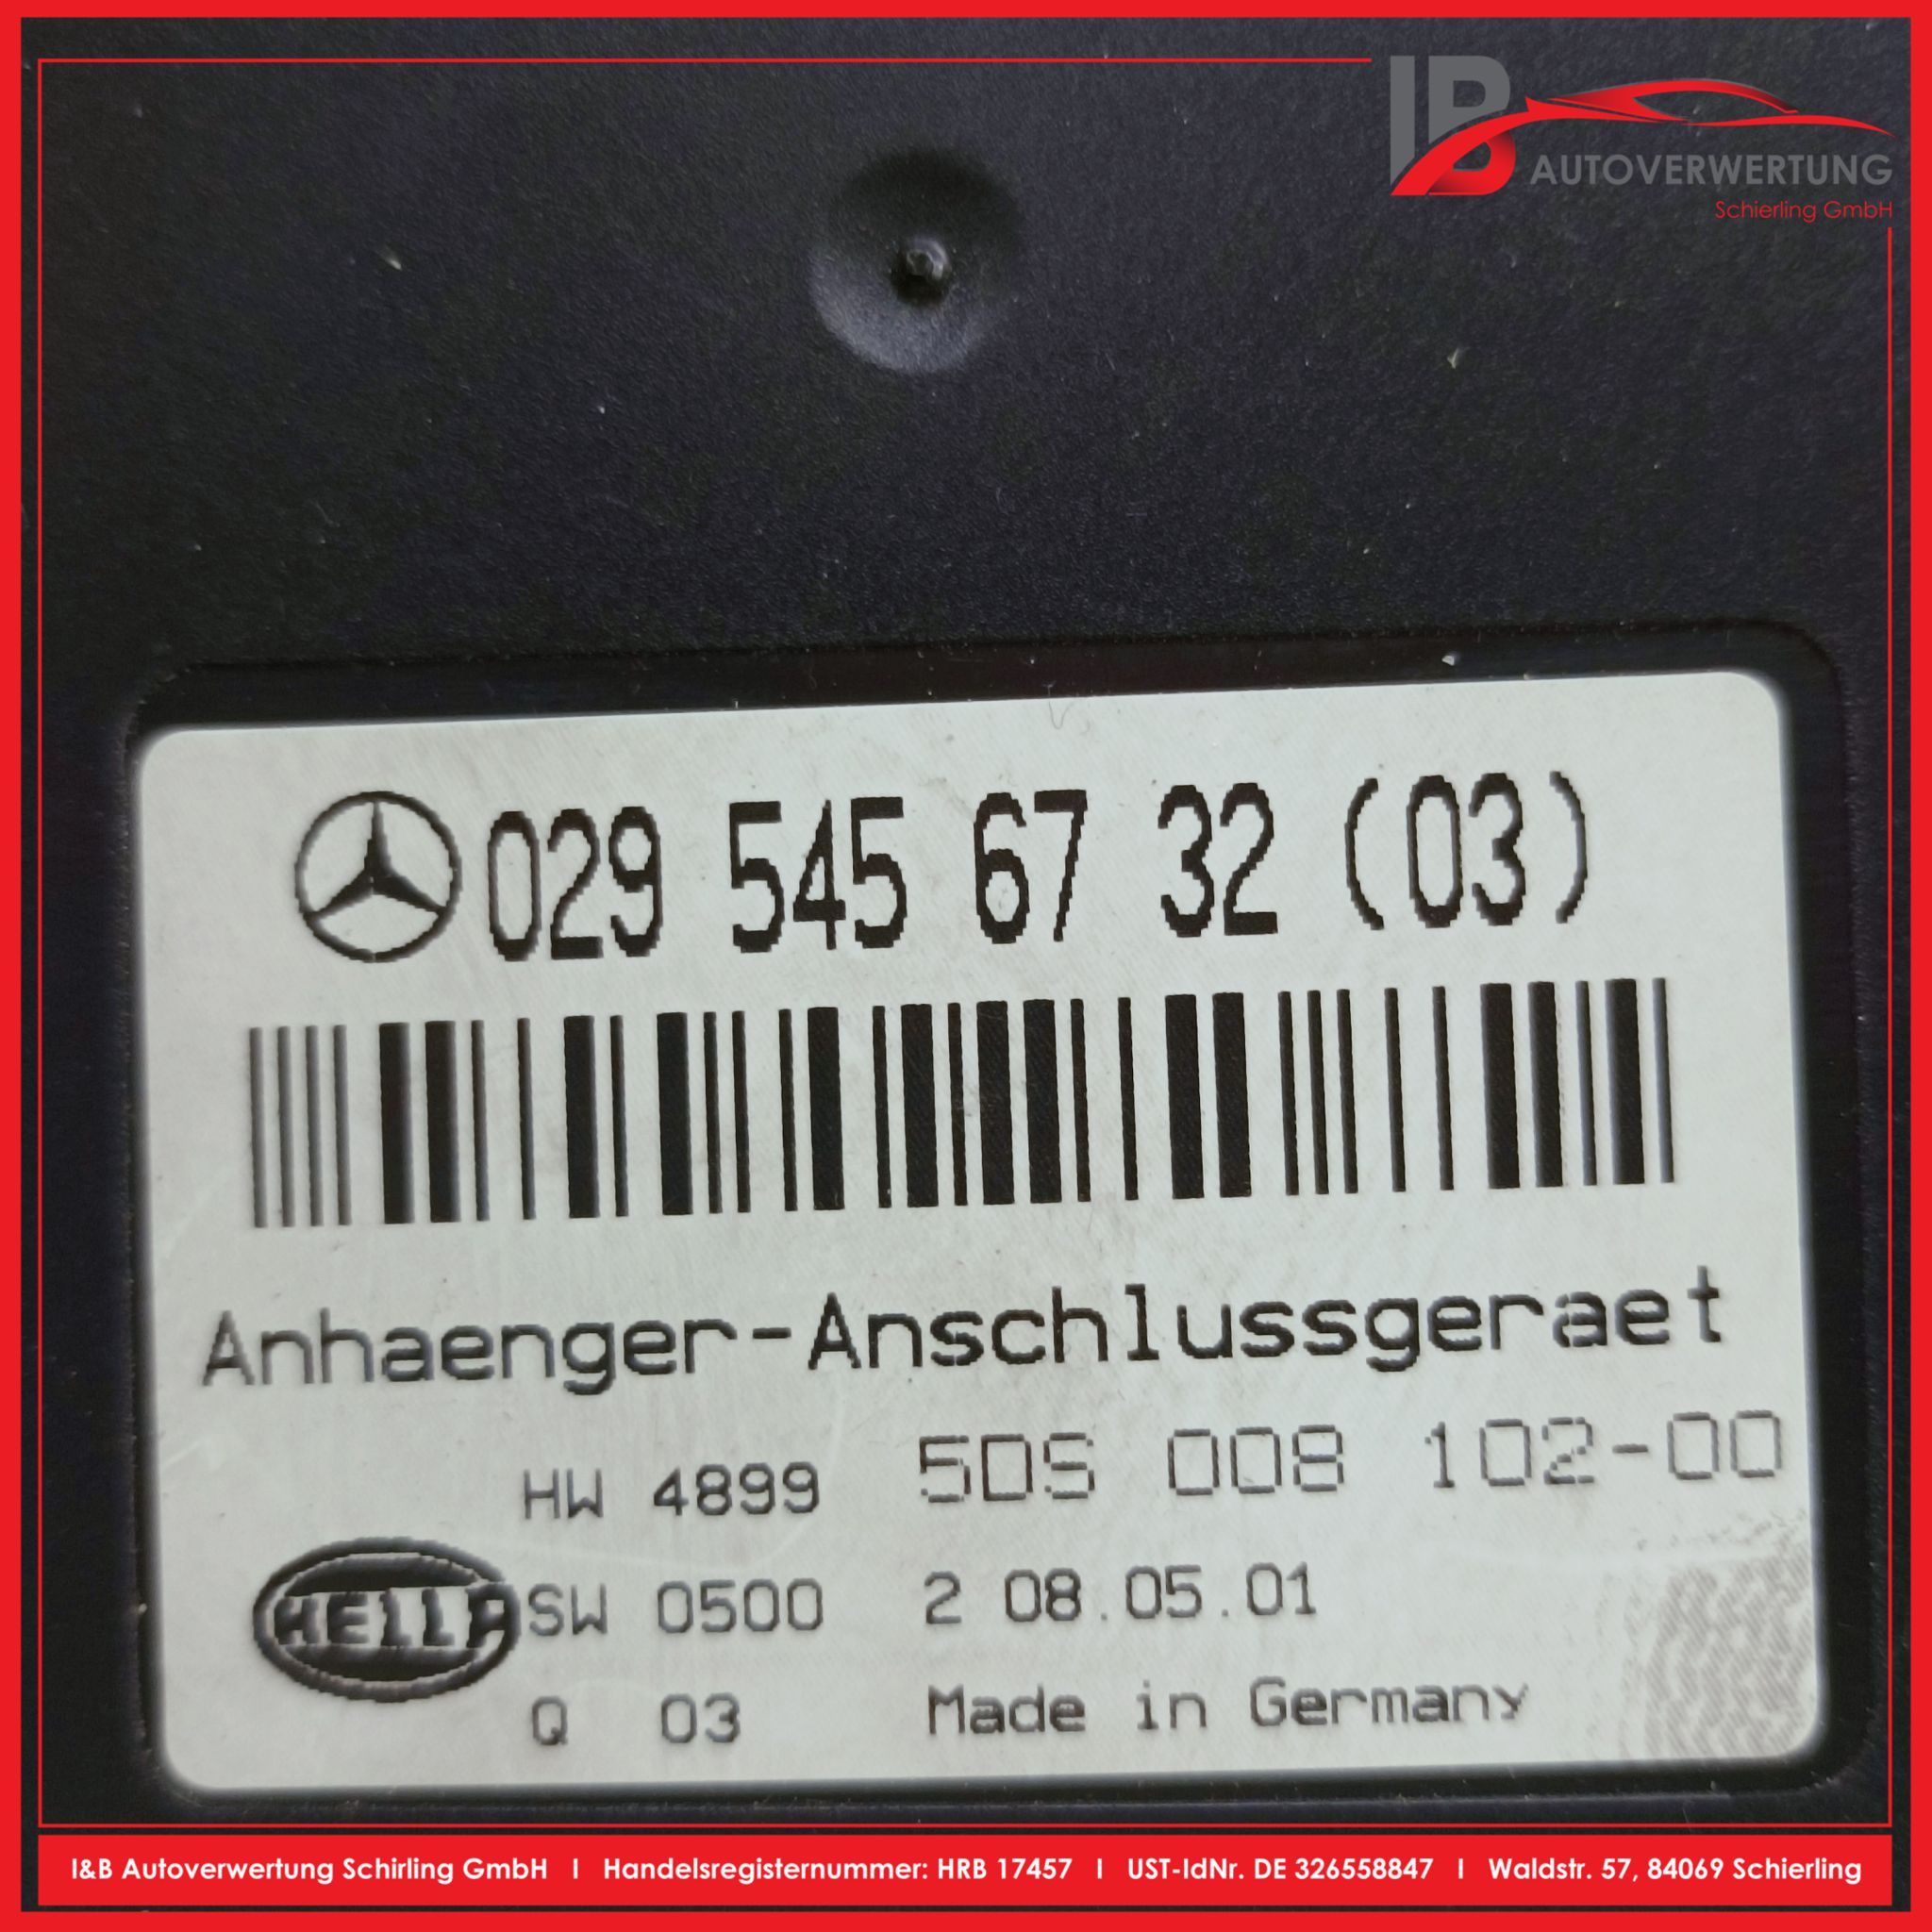 IB
AUTOVERWERTUNG
Schierling GmbH
029 545 67 32 (03)
Anhaenger-Anschlussgeraet
HW 4899 5DS 008 102-00
HELLA SW 0500 2 08.05.01
Q 03 Made in Germany
I&B Autoverwertung Schirling GmbH I Handelsregisternummer: HRB 17457 I UST-IdNr. DE 326558847 I Waldstr. 57, 84069 Schierling